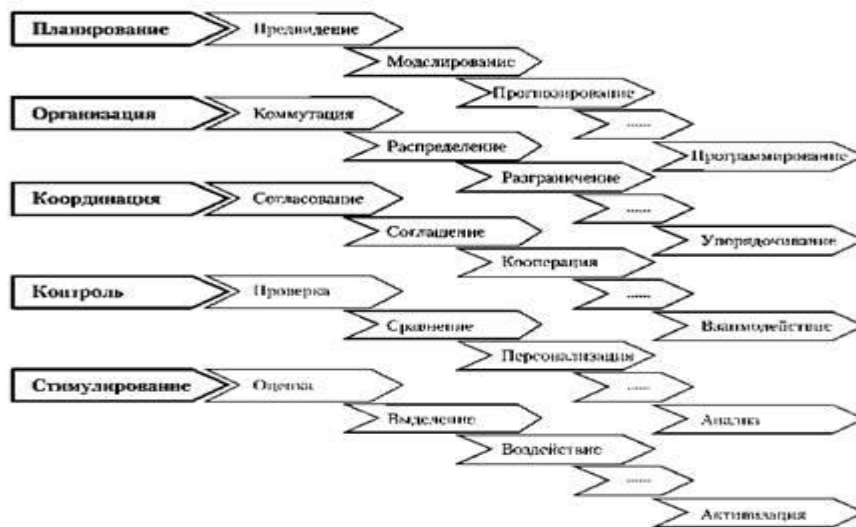 Планирование
Предвидение
Моделирование
Прогнозирование
.....
Программирование
Организация
Коммутация
Распределение
Разграничение
.....
Упорядочивание
Координация
Согласование
Соглашение
Кооперация
.....
Взаимодействие
Контроль
Проверка
Сравнение
Персонализация
.....
Анализ
Стимулирование
Оценка
Выделение
Воздействие
.....
Активизация